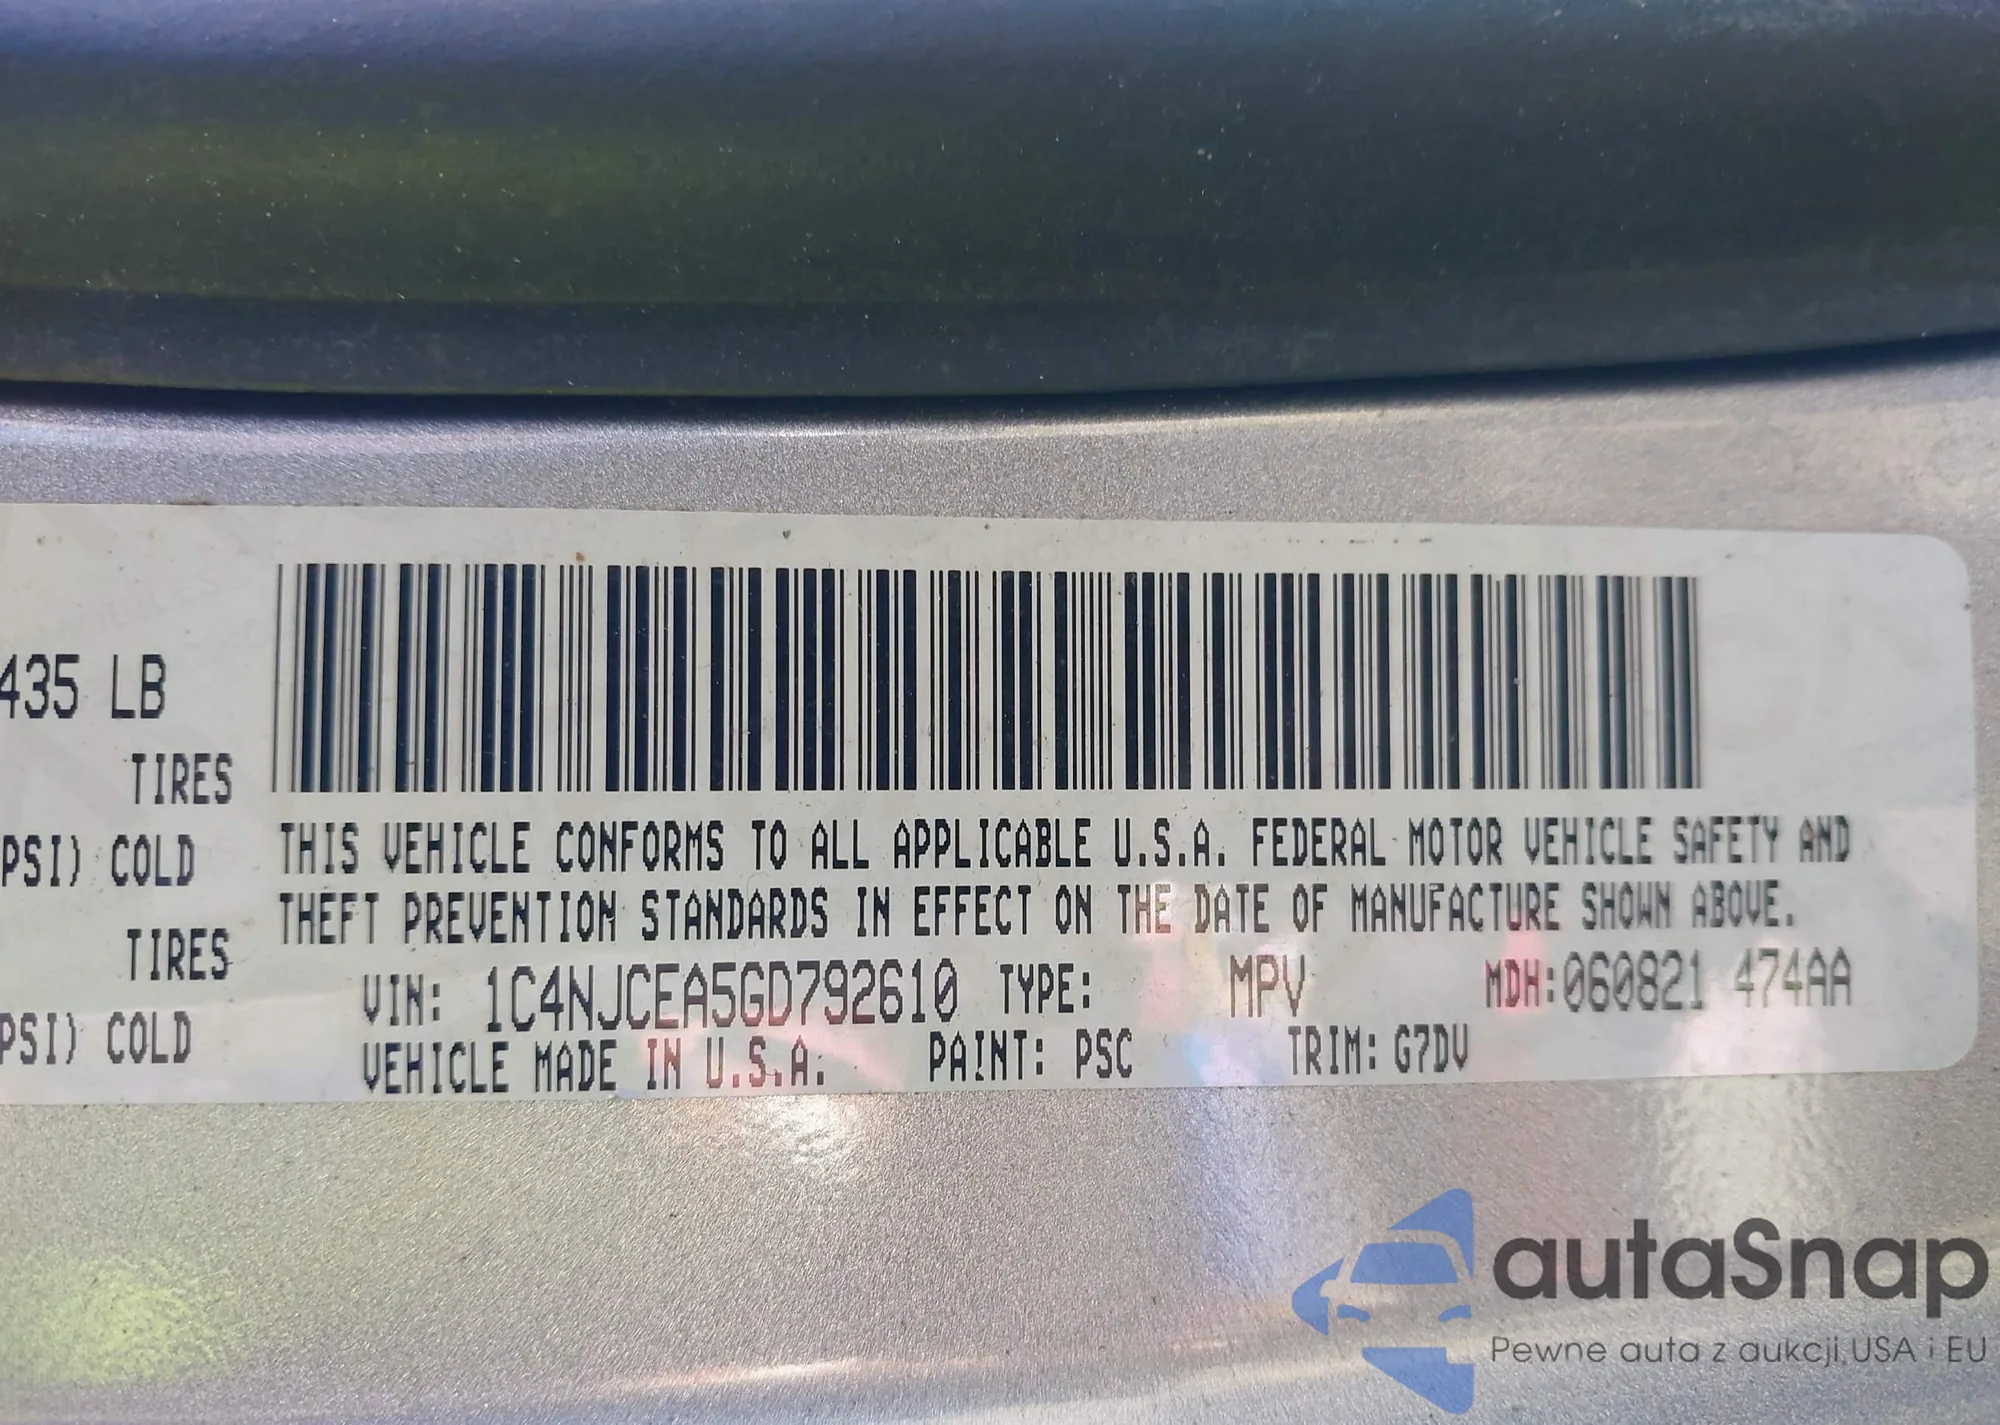 435 LB
TIRES
PSI) COLD
TIRES
PSI) COLD
THIS VEHICLE CONFORMS TO ALL APPLICABLE U.S.A. FEDERAL MOTOR VEHICLE SAFETY AND
THEFT PREVENTION STANDARDS IN EFFECT ON THE DATE OF MANUFACTURE SHOWN ABOVE.
VIN: 1C4NJCEA5GD792610 TYPE: MPV MDH:060821 474AA
VEHICLE MADE IN U.S.A. PAINT: PSC TRIM: G7DV
autaSnap
Pewne auta z aukcji USA i EU